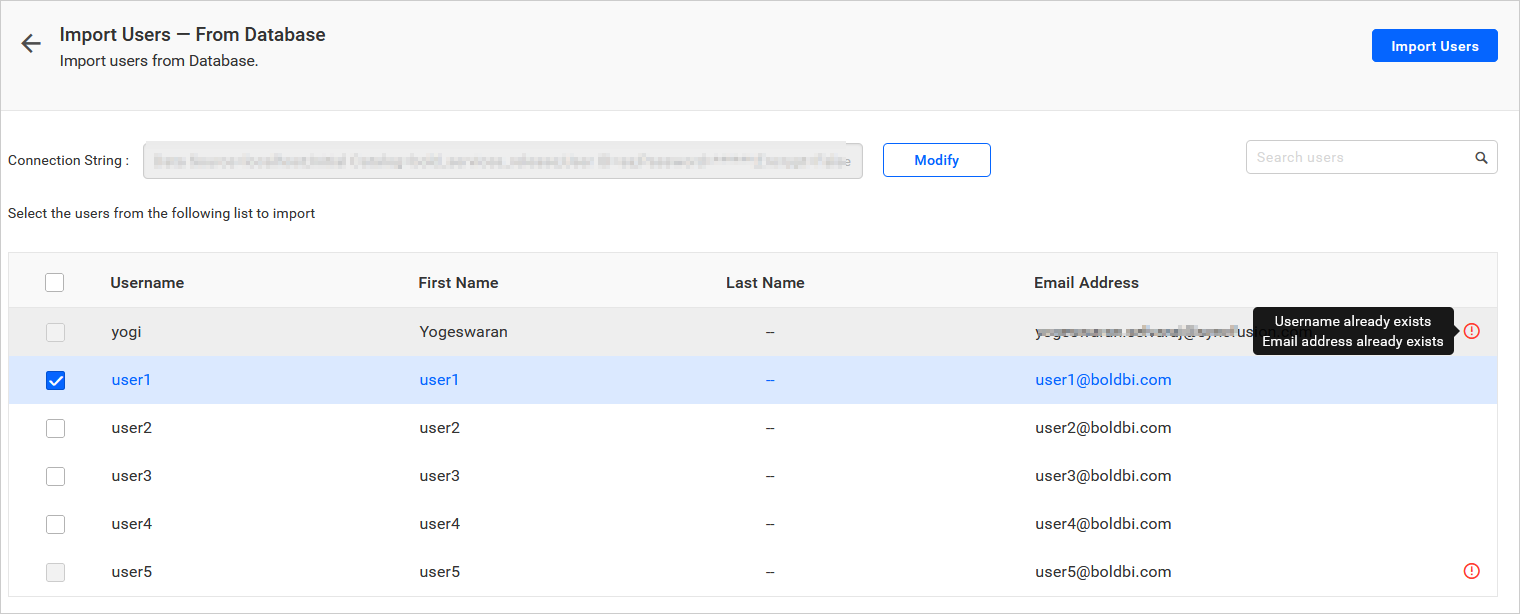 Import Users — From Database
Import users from Database.
Import Users
Connection String :
Modify
Search users
Select the users from the following list to import
Username First Name Last Name Email Address
yogi Yogeswaran --
Username already exists
Email address already exists
user1 user1 -- user1@boldbi.com
user2 user2 -- user2@boldbi.com
user3 user3 -- user3@boldbi.com
user4 user4 -- user4@boldbi.com
user5 user5 -- user5@boldbi.com